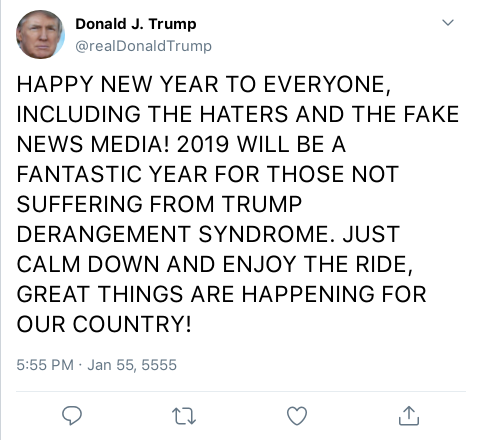 Donald J. Trump
@realDonaldTrump
HAPPY NEW YEAR TO EVERYONE,
INCLUDING THE HATERS AND THE FAKE
NEWS MEDIA! 2019 WILL BE A
FANTASTIC YEAR FOR THOSE NOT
SUFFERING FROM TRUMP
DERANGEMENT SYNDROME. JUST
CALM DOWN AND ENJOY THE RIDE,
GREAT THINGS ARE HAPPENING FOR
OUR COUNTRY!
5:55 PM · Jan 55, 5555